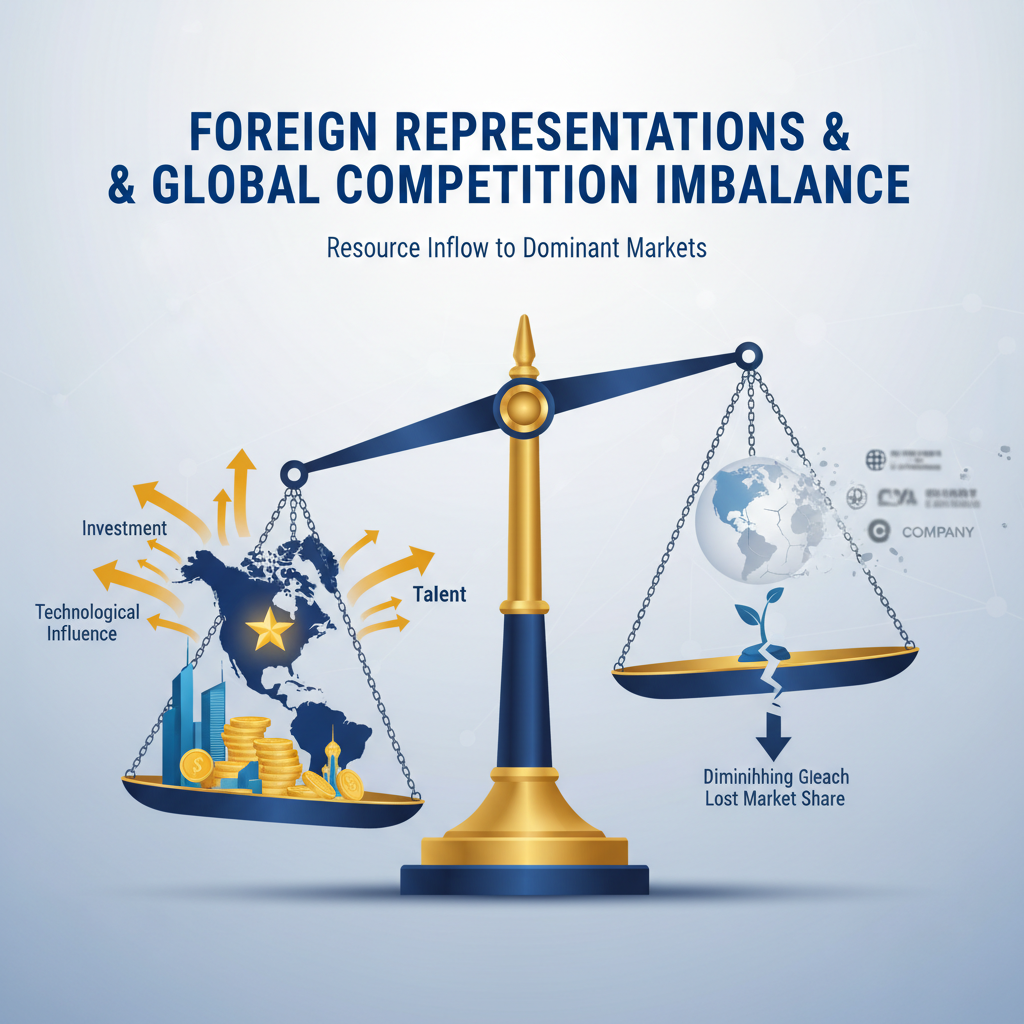 FOREIGN REPRESENTATIONS &
& GLOBAL COMPETITION IMBALANCE
Resource Inflow to Dominant Markets
Investment
Technological
Influence
Talent
$
COMPANY
Diminihhing Gleach
Lost Market Share